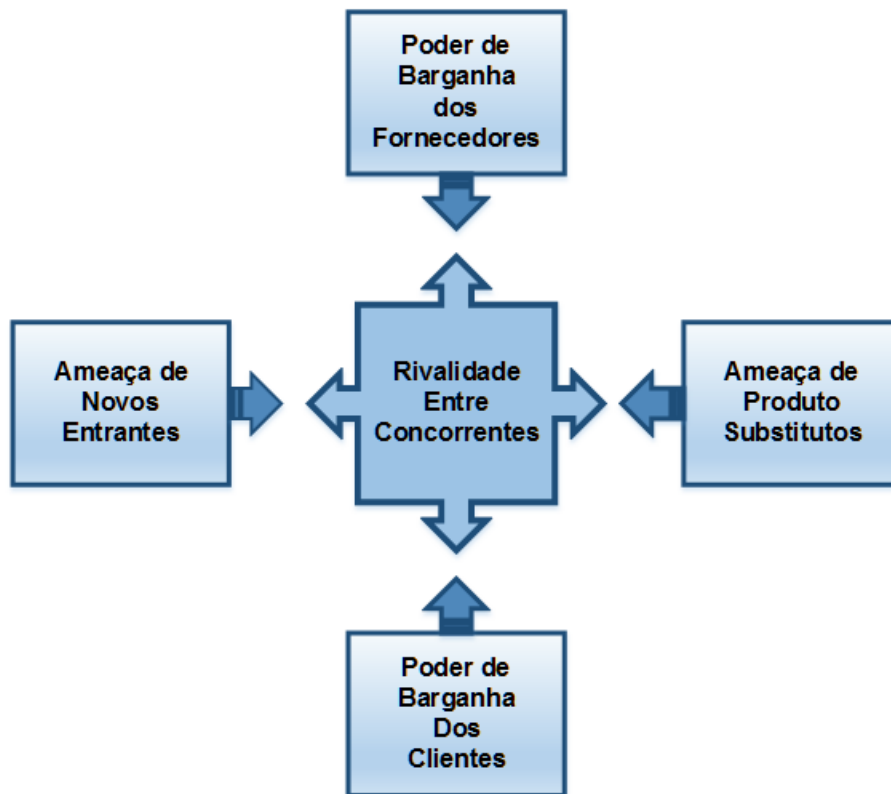 Poder de
Barganha
dos
Fornecedores
Ameaça de
Novos
Entrantes
Rivalidade
Entre
Concorrentes
Ameaça de
Produto
Substitutos
Poder de
Barganha
Dos
Clientes